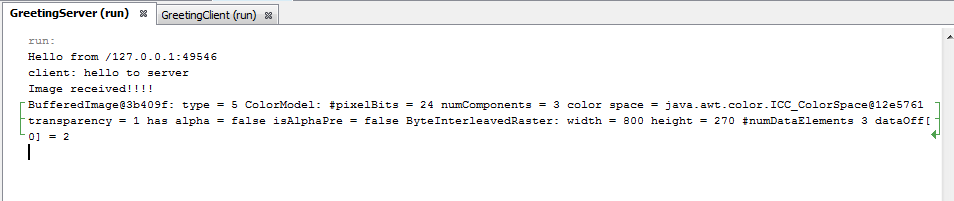 GreetingServer (run) GreetingClient (run)
run:
Hello from /127.0.0.1:49546
client: hello to server
Image received!!!!
BufferedImage@3b409f: type = 5 ColorModel: #pixelBits = 24 numComponents = 3 color space = java.awt.color.ICC_ColorSpace@12e5761
transparency = 1 has alpha = false isAlphaPre = false ByteInterleavedRaster: width = 800 height = 270 #numDataElements 3 dataOff[
0] = 2